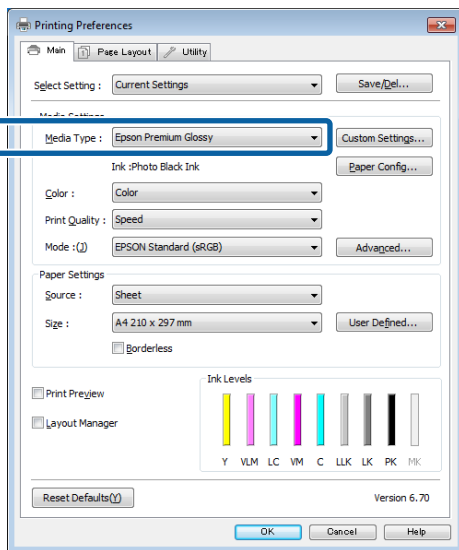 Printing Preferences
Main Page Layout Utility
Select Setting : Current Settings Save/Del...
Media Settings
Media Type : Epson Premium Glossy Custom Settings...
Ink :Photo Black Ink Paper Config...
Color : Color
Print Quality : Speed
Mode :(J) EPSON Standard (sRGB) Advanced...
Paper Settings
Source : Sheet
Size : A4 210 x 297 mm User Defined...
Borderless
Ink Levels
Print Preview
Layout Manager
Y VLM LC VM C LLK LK PK MK
Reset Defaults(Y) Version 6.70
OK Cancel Help